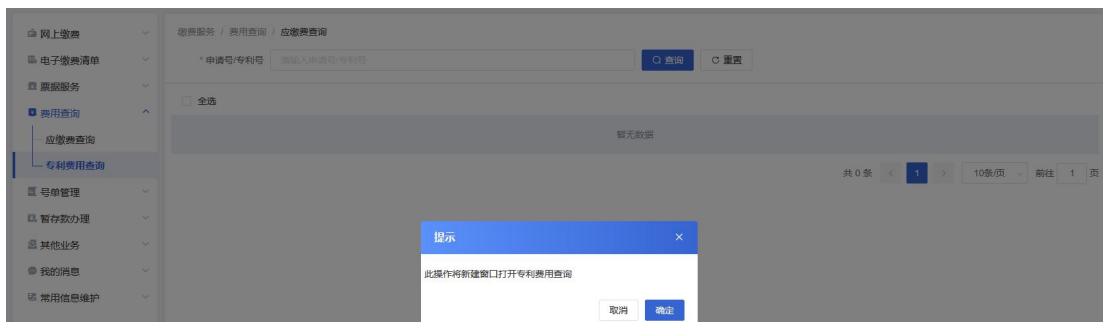 网上缴费
电子缴费清单
票据服务
费用查询
应缴费查询
专利费用查询
号单管理
暂存款办理
其他业务
我的消息
常用信息维护
缴费服务 / 费用查询 / 应缴费查询
* 申请号/专利号 请输入申请号/专利号 查询 重置
全选
暂无数据
共 0 条 < 1 > 10条/页 前往 1 页
提示
此操作将新建窗口打开专利费用查询
取消 确定